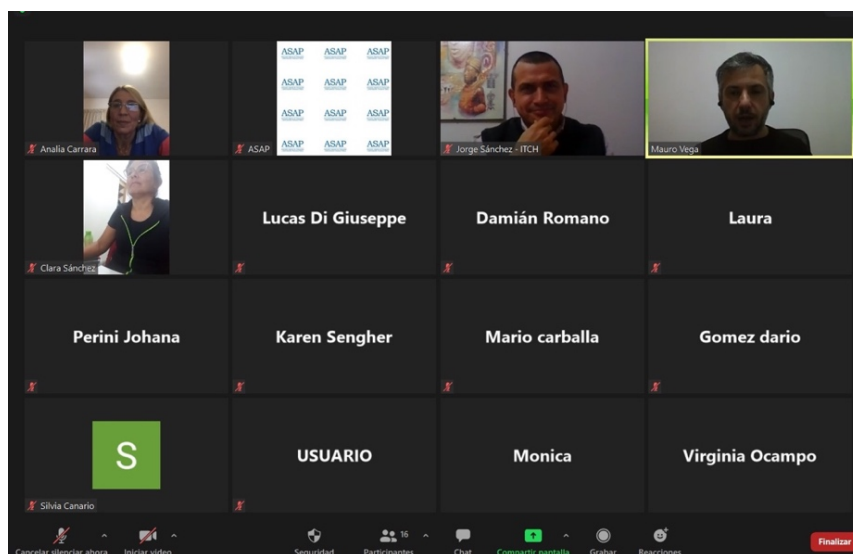 ASAP ASAP ASAP
ASAP ASAP ASAP
ASAP ASAP ASAP
ASAP ASAP ASAP
Analia Carrara
ASAP
Jorge Sánchez - ITCH
Mauro Vega
Clara Sánchez
Lucas Di Giuseppe
Damián Romano
Laura
Perini Johana
Karen Sengher
Mario carballa
Gomez dario
S
Silvia Canario
USUARIO
Monica
Virginia Ocampo
Cancelar silenciar ahora
Iniciar video
Seguridad
16
Participantes
Chat
Compartir pantalla
Grabar
Reacciones
Finalizar